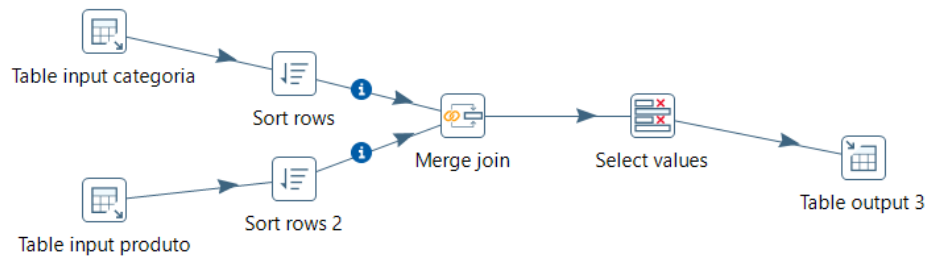 Table input categoria
Sort rows
Merge join
Select values
Table output 3
Sort rows 2
Table input produto